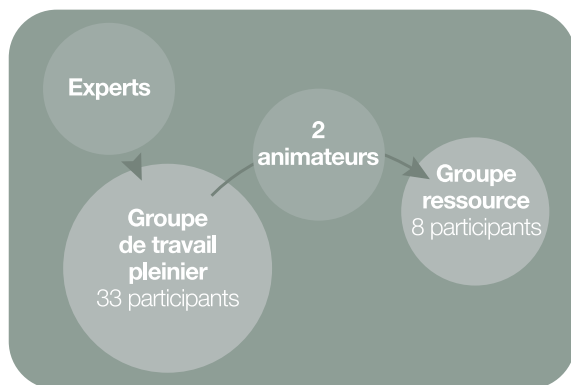 Experts
2
animateurs
Groupe
ressource
8 participants
Groupe
de travail
pleinier
33 participants